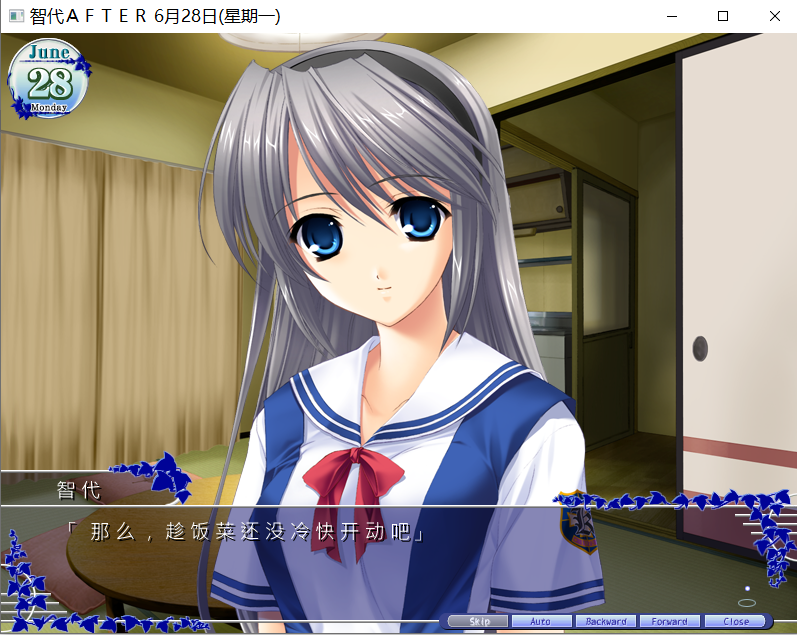 智代ＡＦＴＥＲ 6月28日(星期一)
June
28
Monday
智代
「那么，趁饭菜还没冷快开动吧」
Skip
Auto
Backward
Forward
Close